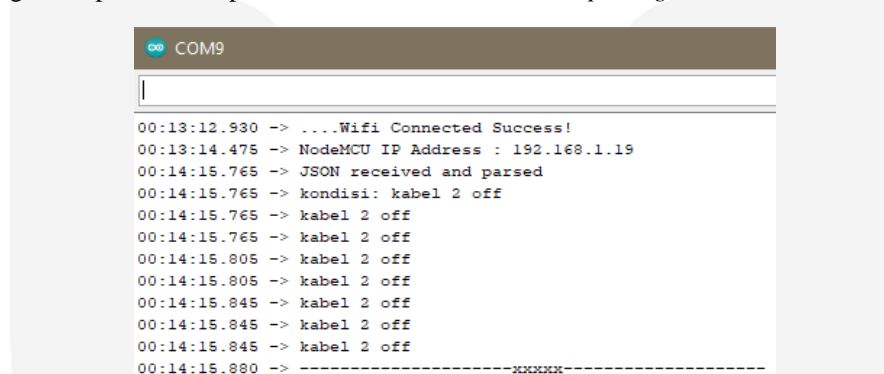 COM9
00:13:12.930 -> ....Wifi Connected Success!
00:13:14.475 -> NodeMCU IP Address : 192.168.1.19
00:14:15.765 -> JSON received and parsed
00:14:15.765 -> kondisi: kabel 2 off
00:14:15.765 -> kabel 2 off
00:14:15.765 -> kabel 2 off
00:14:15.805 -> kabel 2 off
00:14:15.805 -> kabel 2 off
00:14:15.845 -> kabel 2 off
00:14:15.845 -> kabel 2 off
00:14:15.845 -> kabel 2 off
00:14:15.880 -> ---------------------xxxxx--------------------